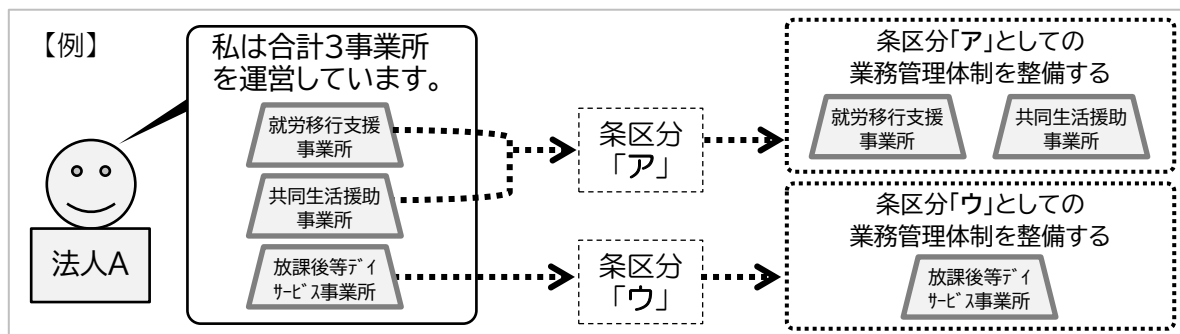 【例】
私は合計3事業所
を運営しています。
就労移行支援
事業所
共同生活援助
事業所
放課後等ﾃﾞｲ
ｻｰﾋﾞｽ事業所
法人A
条区分
「ア」
条区分
「ウ」
条区分「ア」としての
業務管理体制を整備する
就労移行支援
事業所
共同生活援助
事業所
条区分「ウ」としての
業務管理体制を整備する
放課後等ﾃﾞｲ
ｻｰﾋﾞｽ事業所